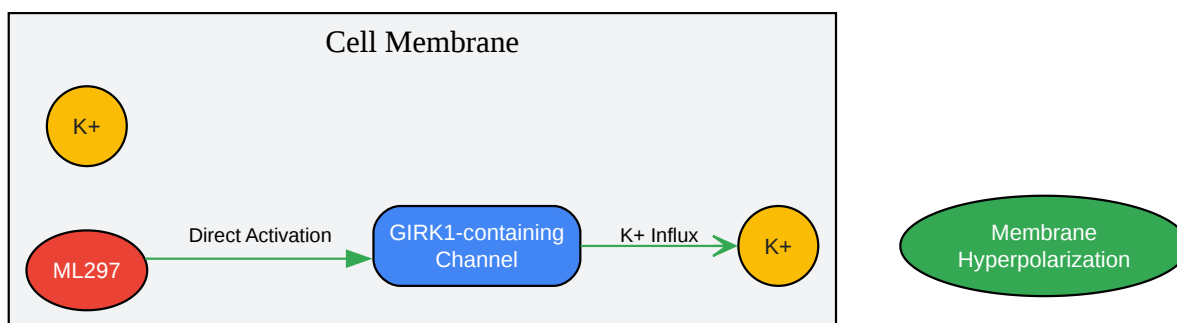 Cell Membrane
K+
ML297
Direct Activation
GIRK1-containing
Channel
K+ Influx
K+
Membrane
Hyperpolarization